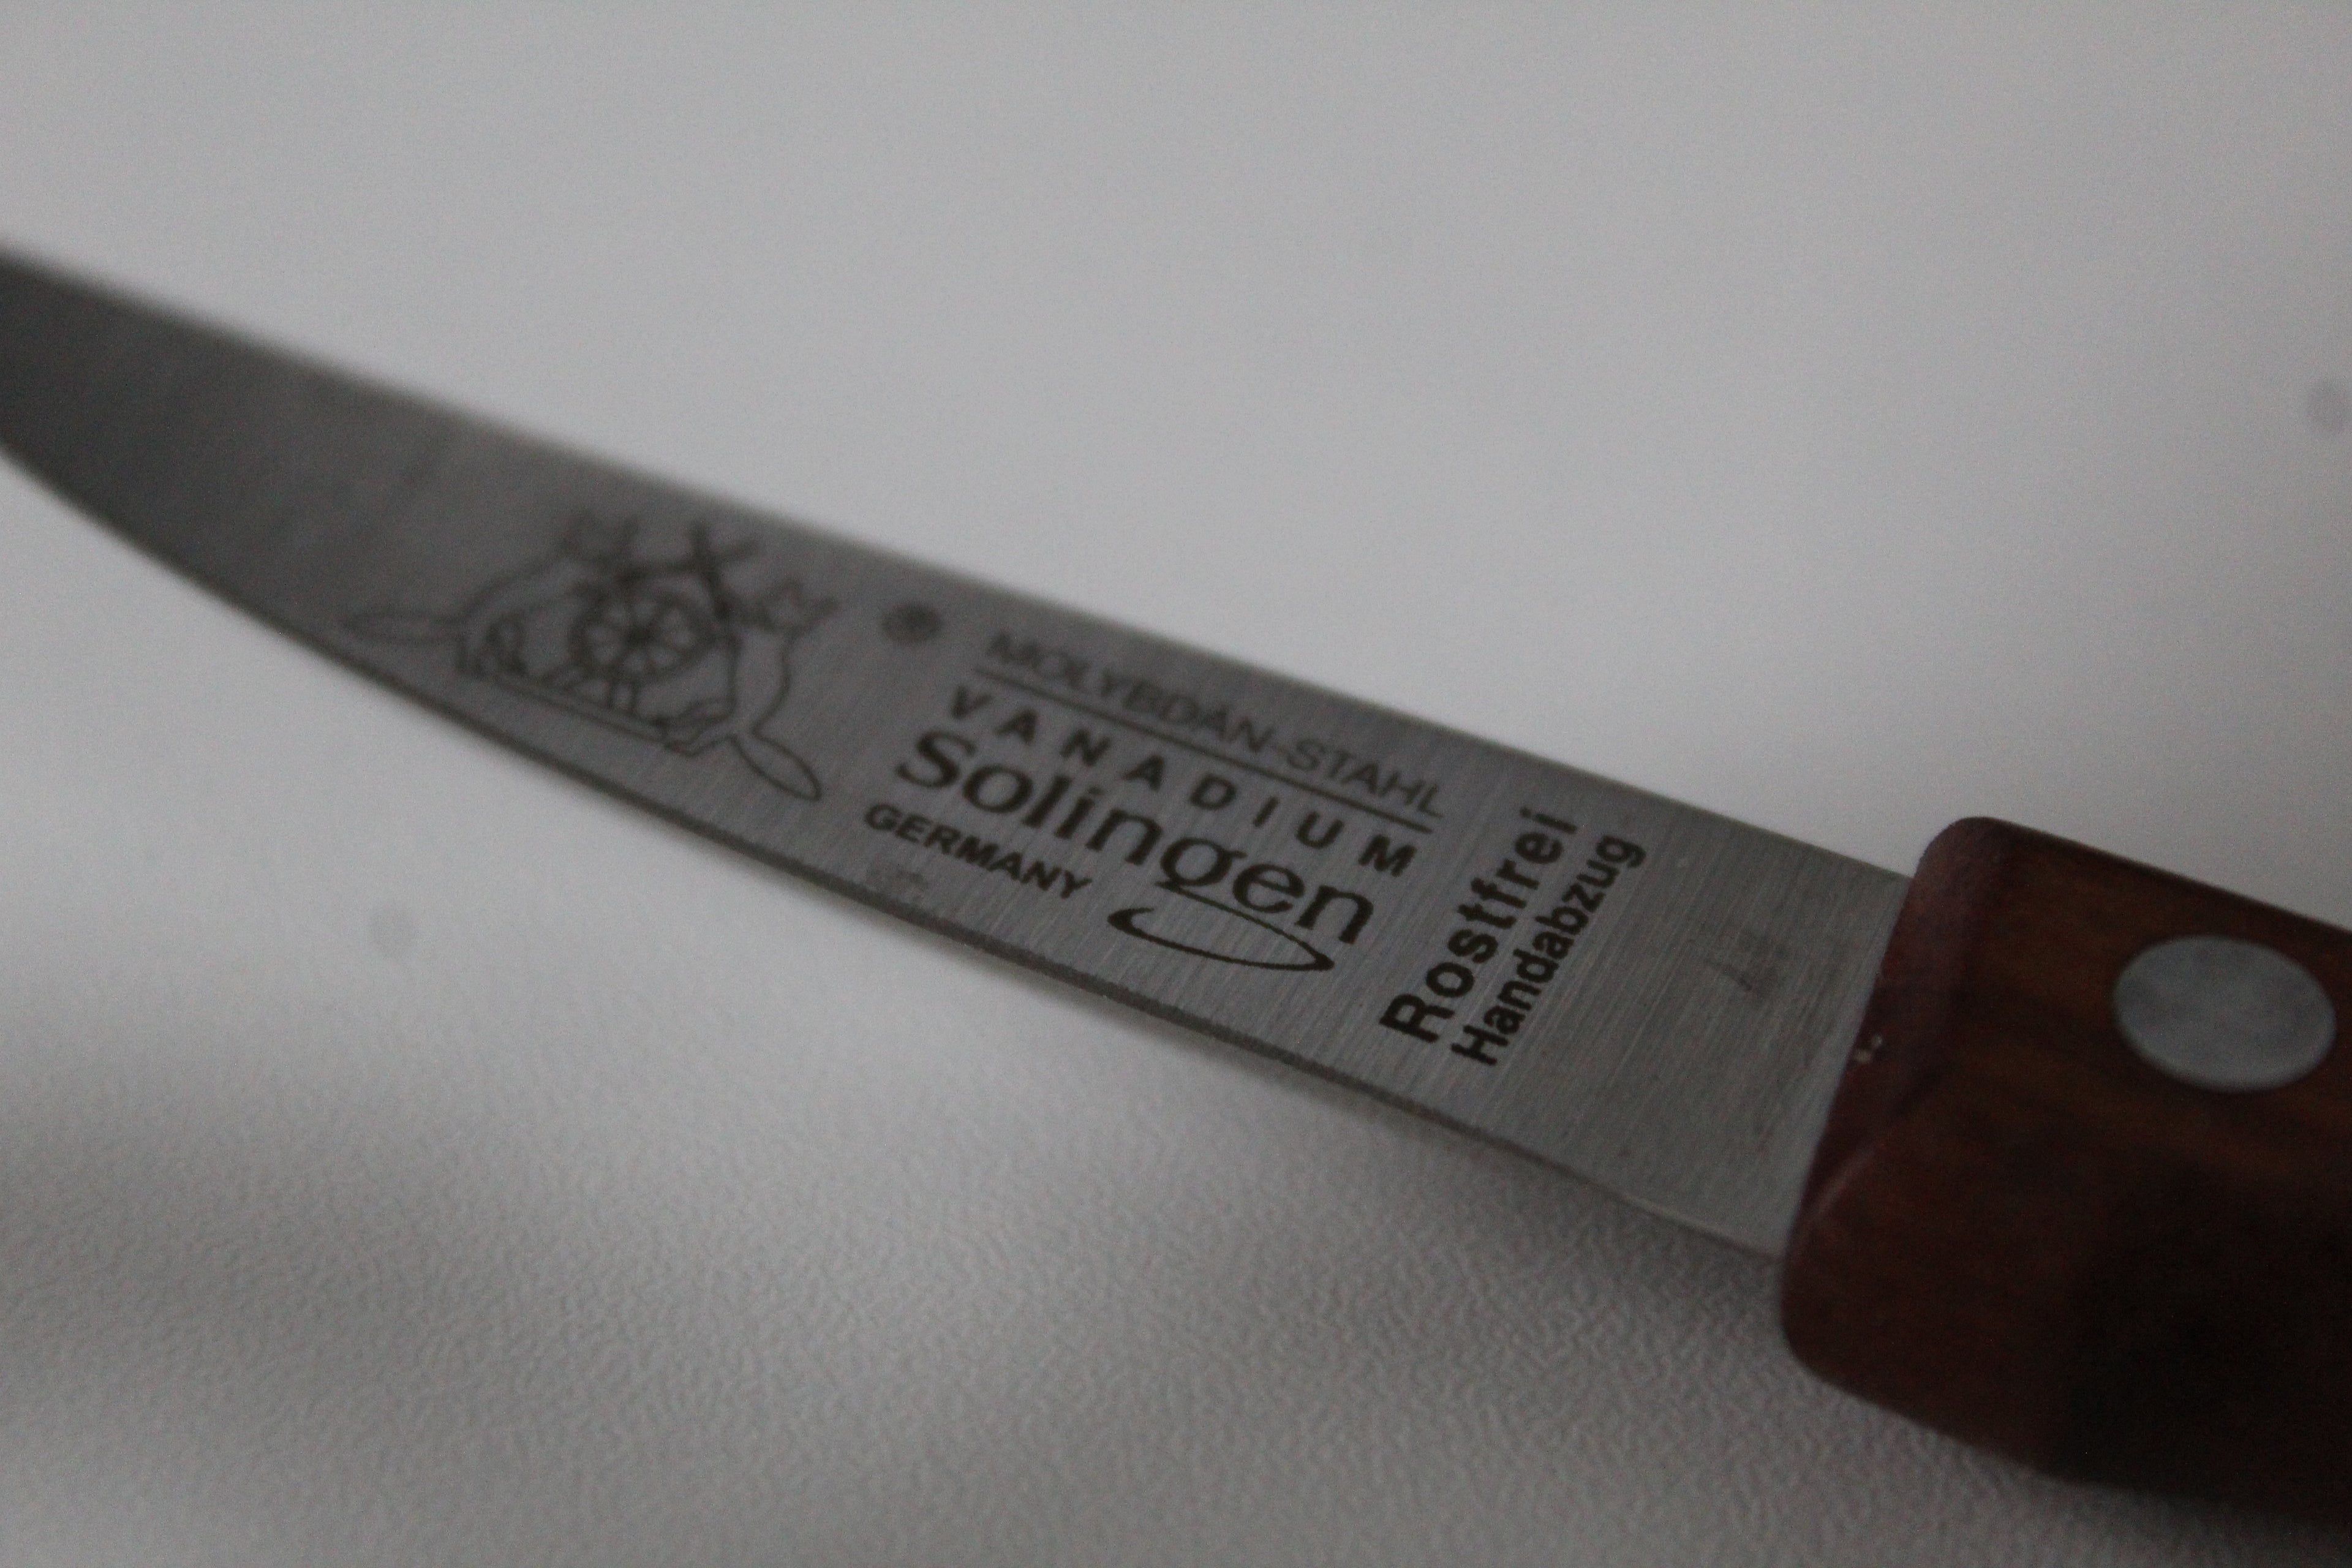 MOLYBDÄN-STAHL
VANADIUM
Solingen
GERMANY
Rostfrei
Handabzug